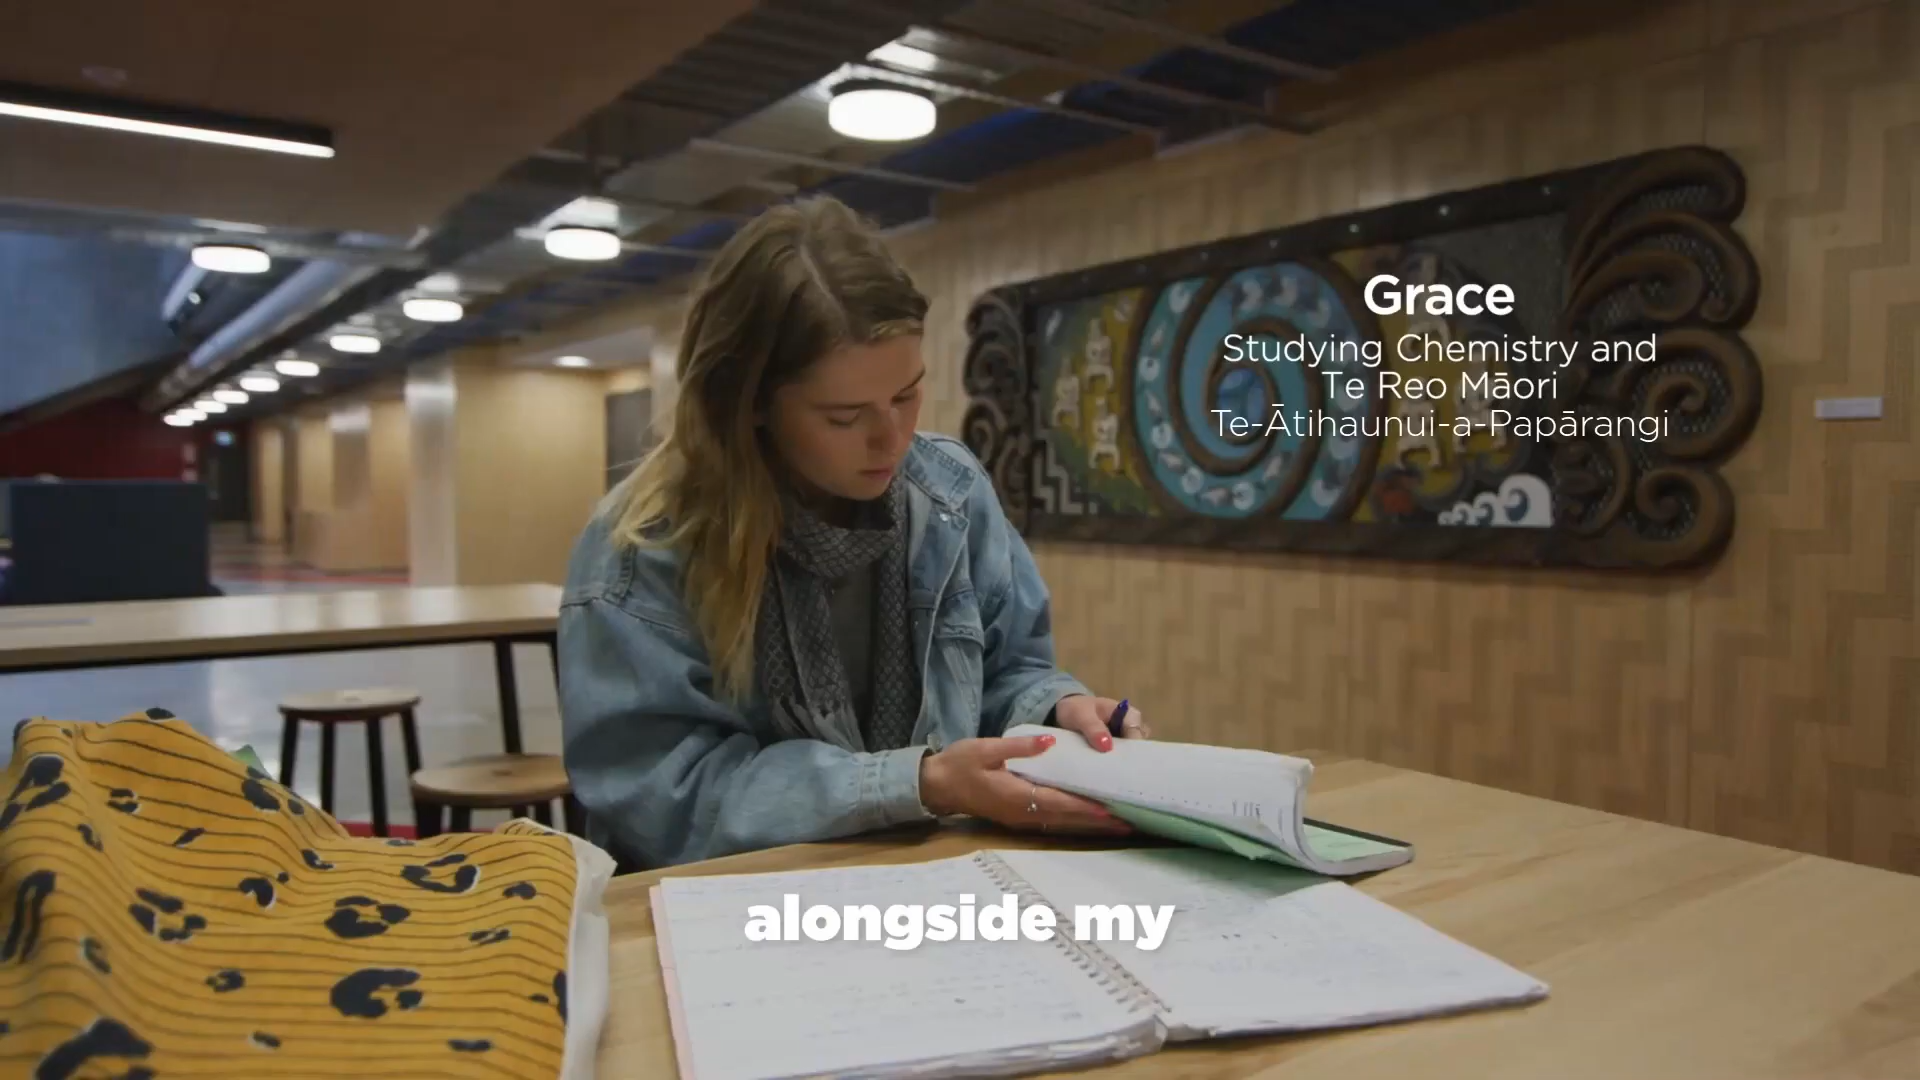 Grace
Studying Chemistry and
Te Reo Māori
Te-Ātihaunui-a-Papārangi
alongside my